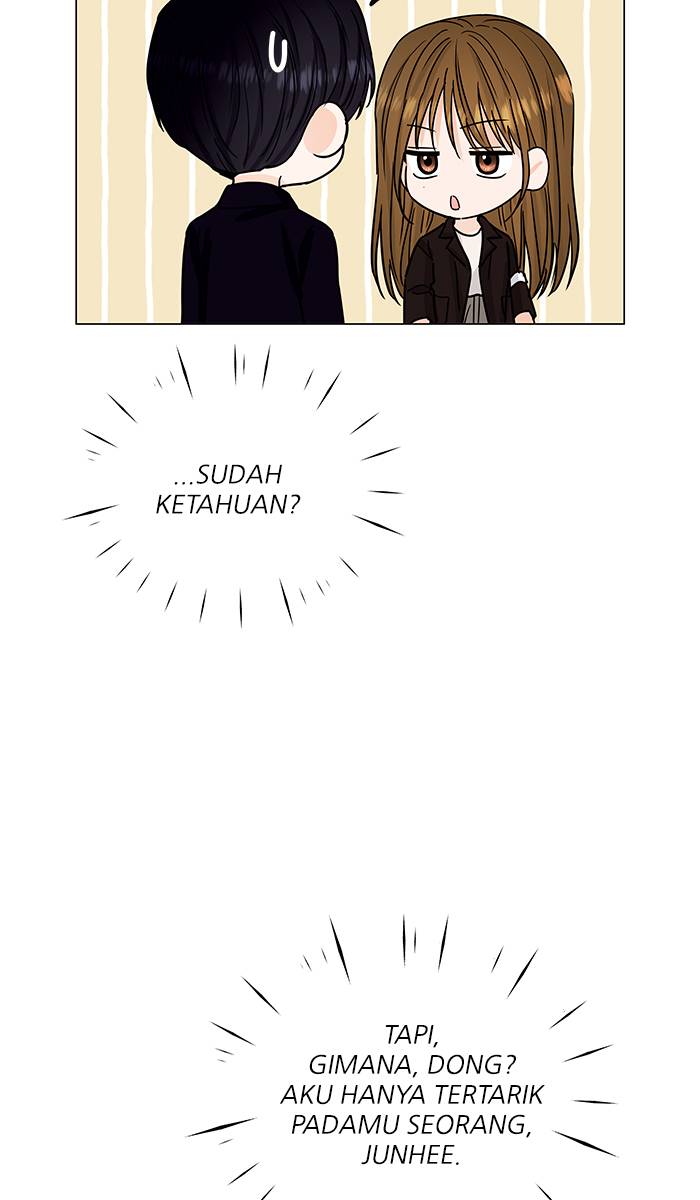 ...SUDAH
KETAHUAN?
TAPI,
GIMANA, DONG?
AKU HANYA TERTARIK
PADAMU SEORANG,
JUNHEE.